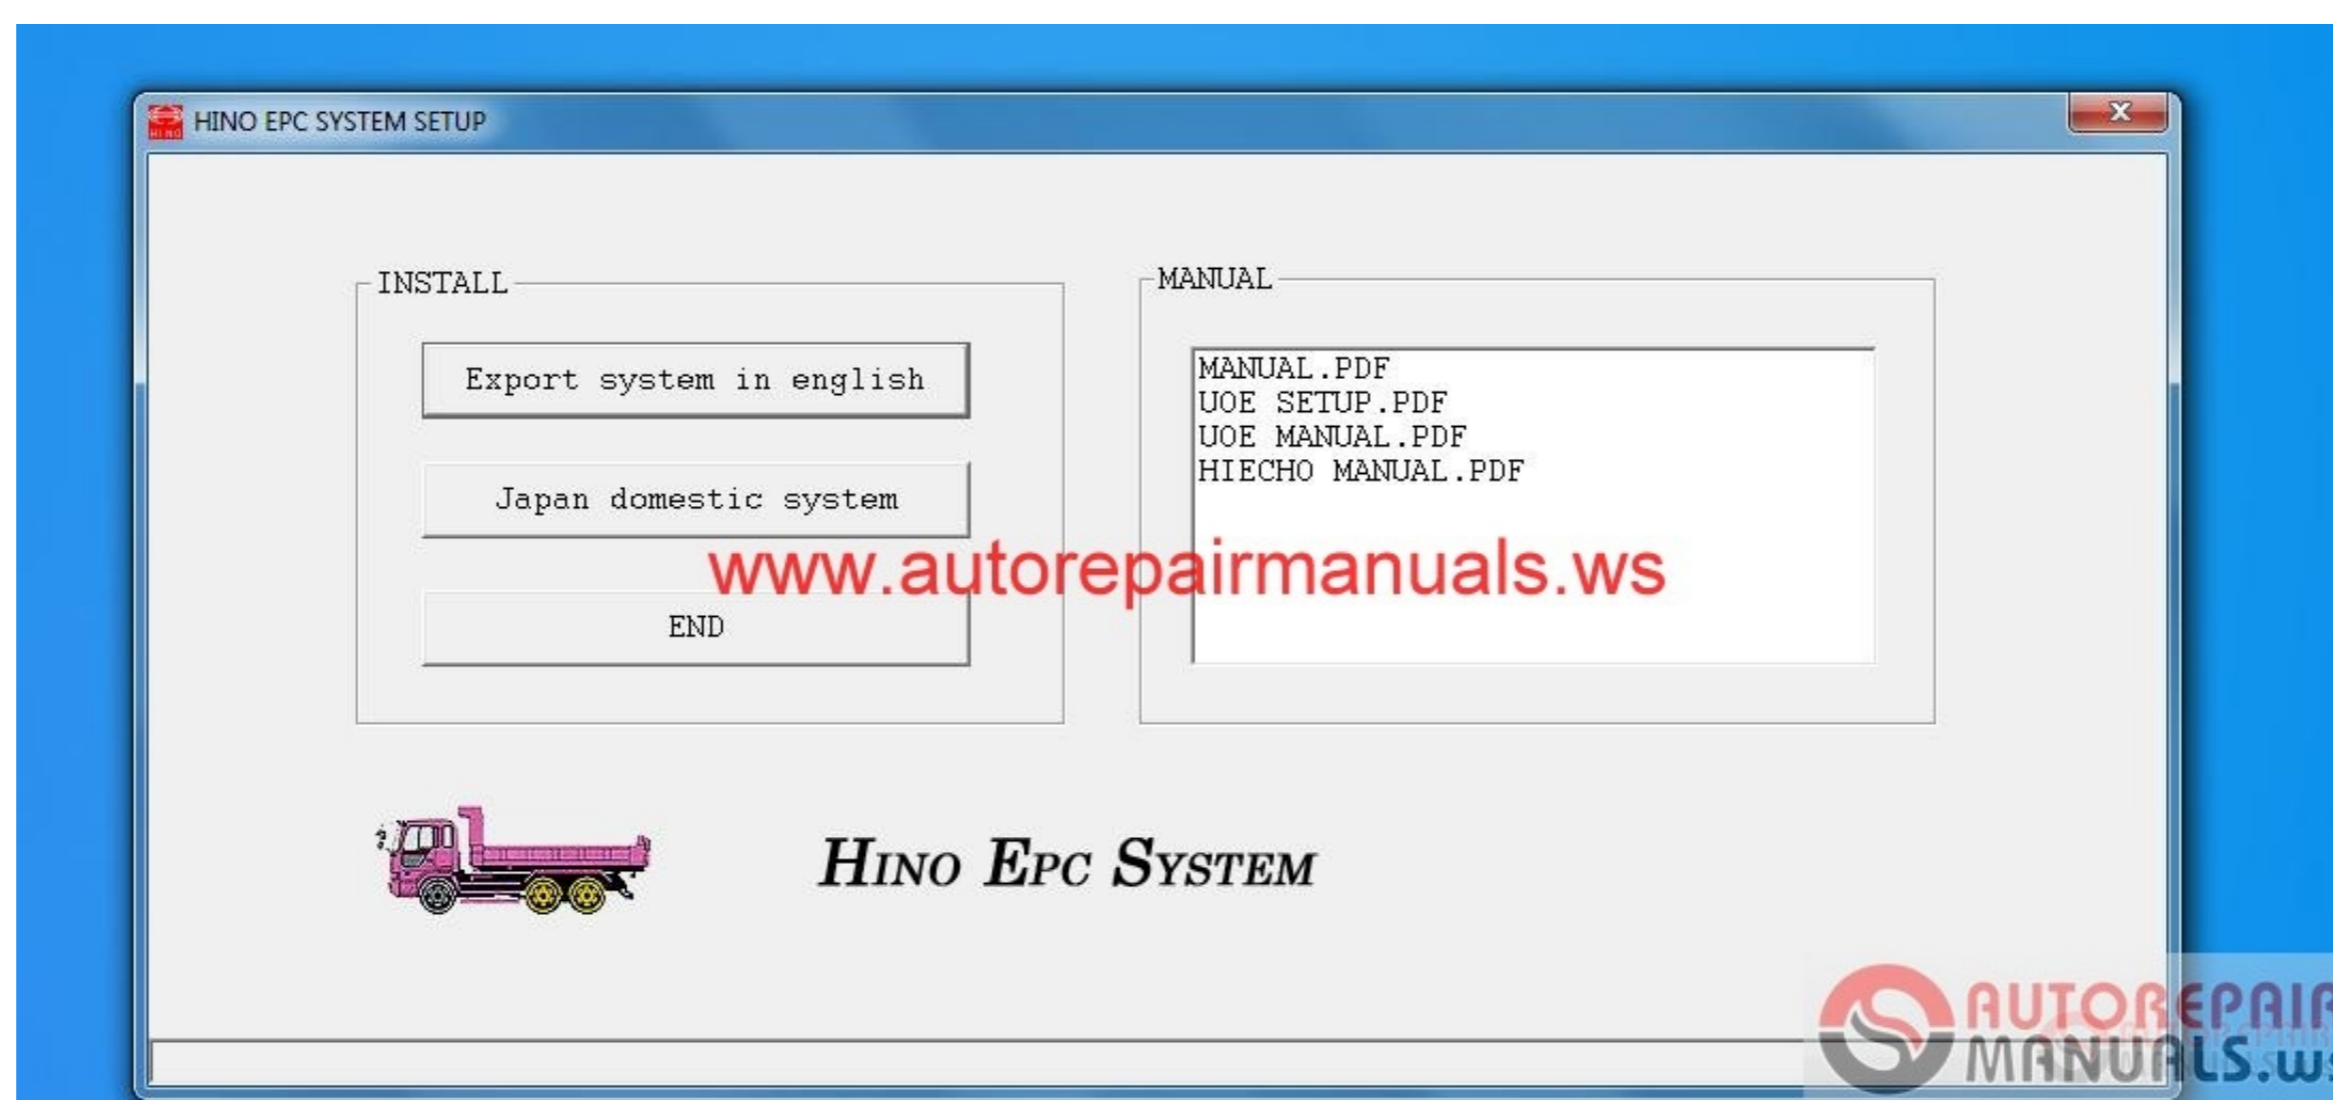 HINO EPC SYSTEM SETUP
HINO
INSTALL
Export system in english
Japan domestic system
END
MANUAL
MANUAL.PDF
UOE SETUP.PDF
UOE MANUAL.PDF
HIECHO MANUAL.PDF
www.autorepairmanuals.ws
HINO EPC SYSTEM
AUTOREPAIR
MANUALS.ws